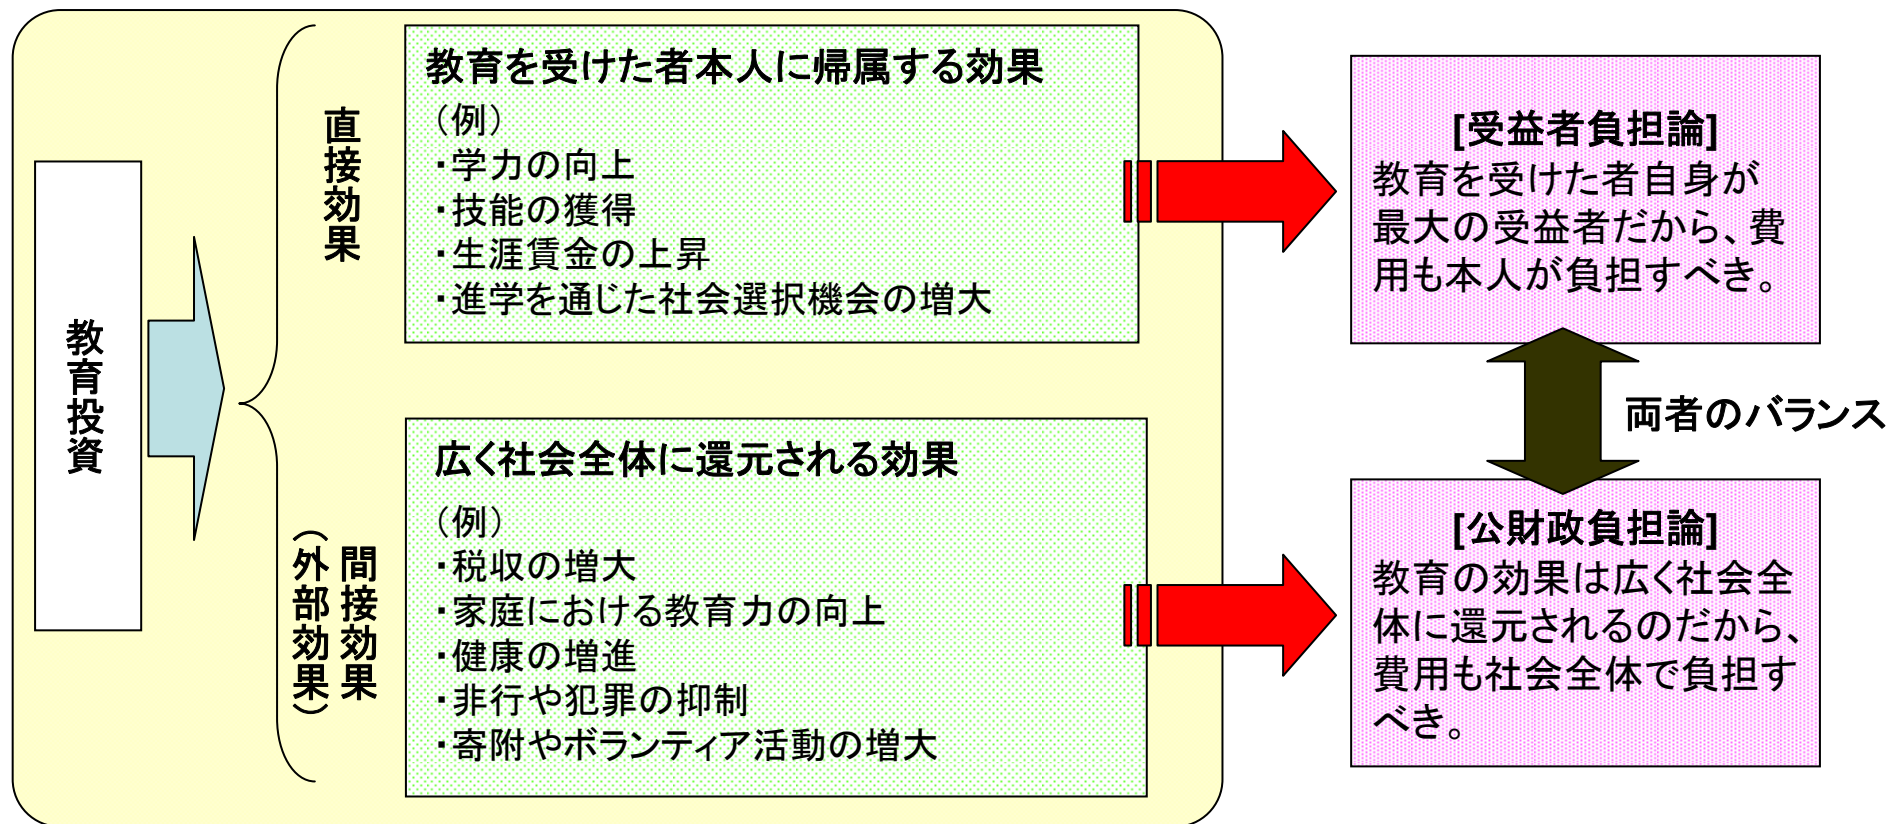 教育投資
直接効果
教育を受けた者本人に帰属する効果
（例）
・学力の向上
・技能の獲得
・生涯賃金の上昇
・進学を通じた社会選択機会の増大
間接効果
（外部効果）
広く社会全体に還元される効果
（例）
・税収の増大
・家庭における教育力の向上
・健康の増進
・非行や犯罪の抑制
・寄附やボランティア活動の増大
[受益者負担論]
教育を受けた者自身が
最大の受益者だから、費
用も本人が負担すべき。
両者のバランス
[公財政負担論]
教育の効果は広く社会全
体に還元されるのだから、
費用も社会全体で負担す
べき。